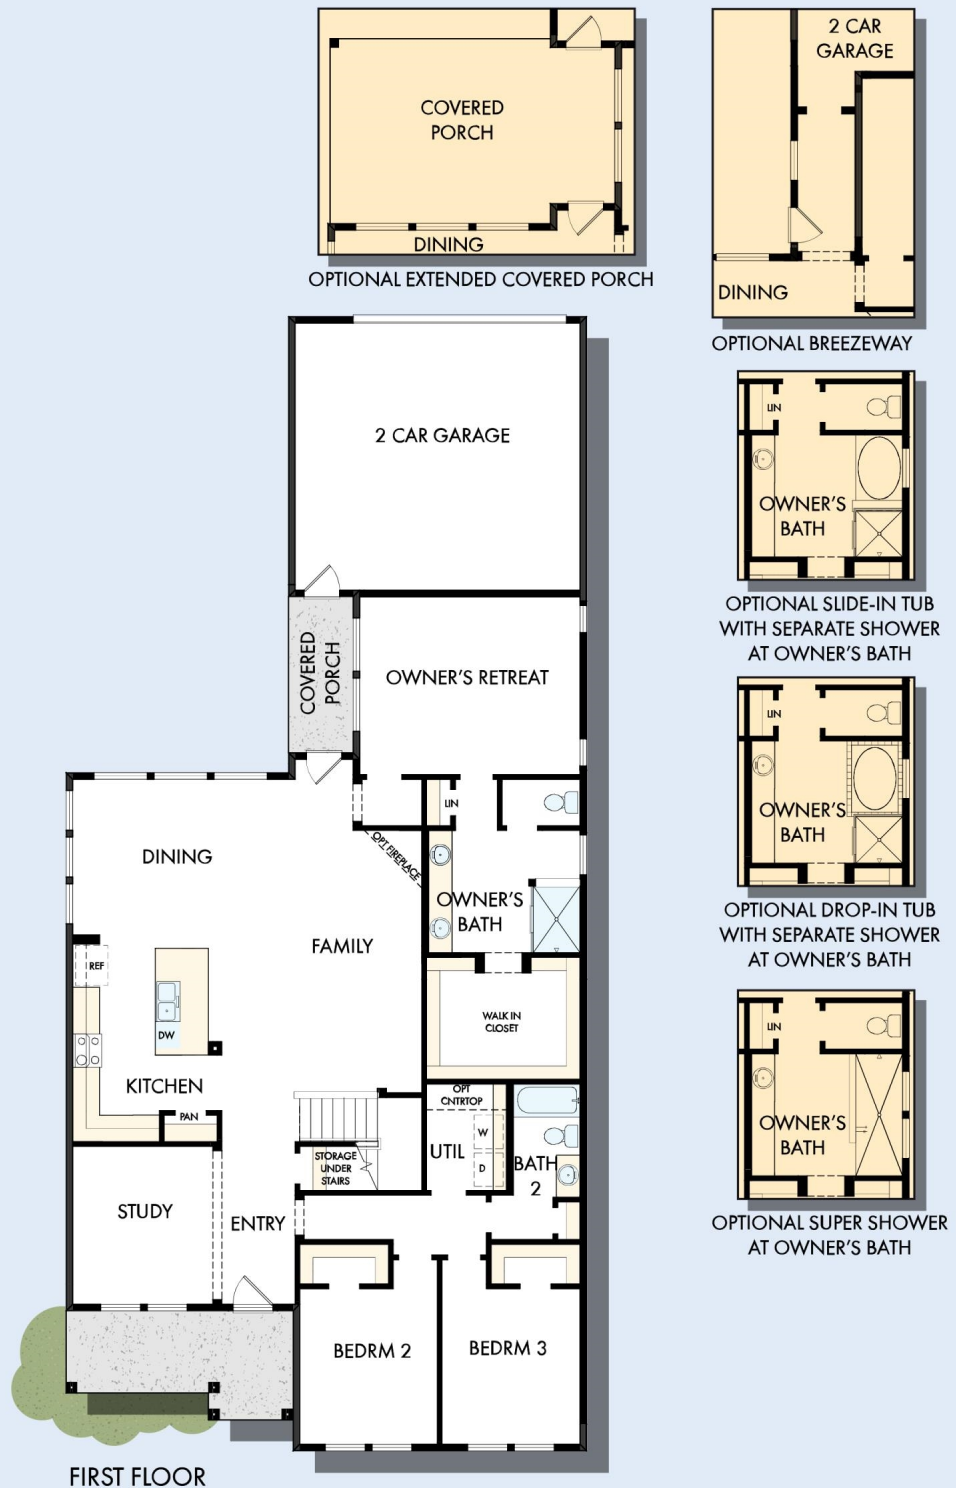 COVERED
PORCH
DINING
OPTIONAL EXTENDED COVERED PORCH
2 CAR
GARAGE
DINING
OPTIONAL BREEZEWAY
LIN
OWNER'S
BATH
OPTIONAL SLIDE-IN TUB
WITH SEPARATE SHOWER
AT OWNER'S BATH
LIN
OWNER'S
BATH
OPTIONAL DROP-IN TUB
WITH SEPARATE SHOWER
AT OWNER'S BATH
LIN
OWNER'S
BATH
OPTIONAL SUPER SHOWER
AT OWNER'S BATH
2 CAR GARAGE
COVERED
PORCH
OWNER'S RETREAT
LIN
OPT FIREPLACE
DINING
OWNER'S
BATH
FAMILY
REF
DW
WALK IN
CLOSET
KITCHEN
PAN
OPT
CNTRTOP
W
UTIL
D
BATH
2
STORAGE
UNDER
STAIRS
STUDY
ENTRY
BEDRM 2
BEDRM 3
FIRST FLOOR